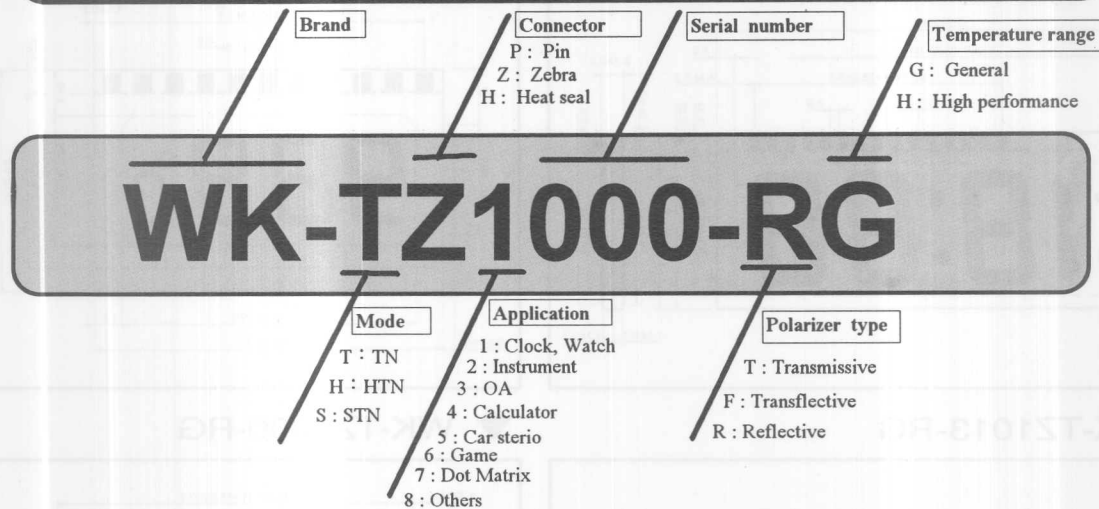 Brand
Connector
P : Pin
Z : Zebra
H : Heat seal
Serial number
Temperature range
G : General
H : High performance
WK-TZ1000-RG
Mode
T : TN
H : HTN
S : STN
Application
1 : Clock, Watch
2 : Instrument
3 : OA
4 : Calculator
5 : Car sterio
6 : Game
7 : Dot Matrix
8 : Others
Polarizer type
T : Transmissive
F : Transflective
R : Reflective